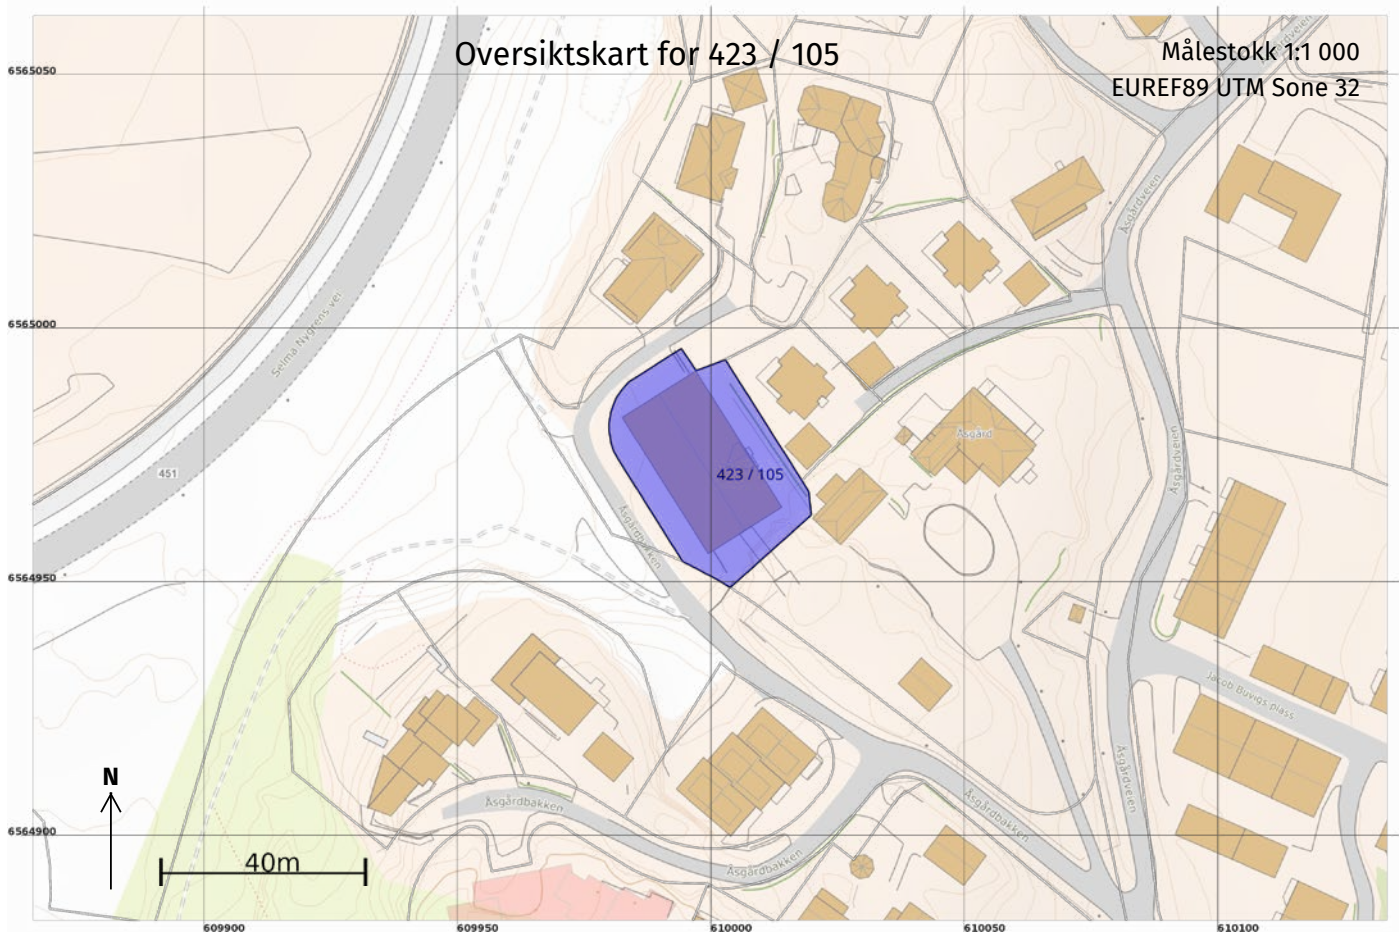 Oversiktskart for 423 / 105
Målestokk 1:1 000
EUREF89 UTM Sone 32
6565050
6565000
6564950
6564900
609900
609950
610000
610050
610100
Åsgårdveien
Åsgårdveien
Selma Nygrens vei
451
Åsgård
423 / 105
Åsgårdveien
Åsgårdbakken
Jacob Buvigs plass
Åsgårdveien
Åsgårdbakken
Åsgårdbakken
Åsgårdbakken
N
40m